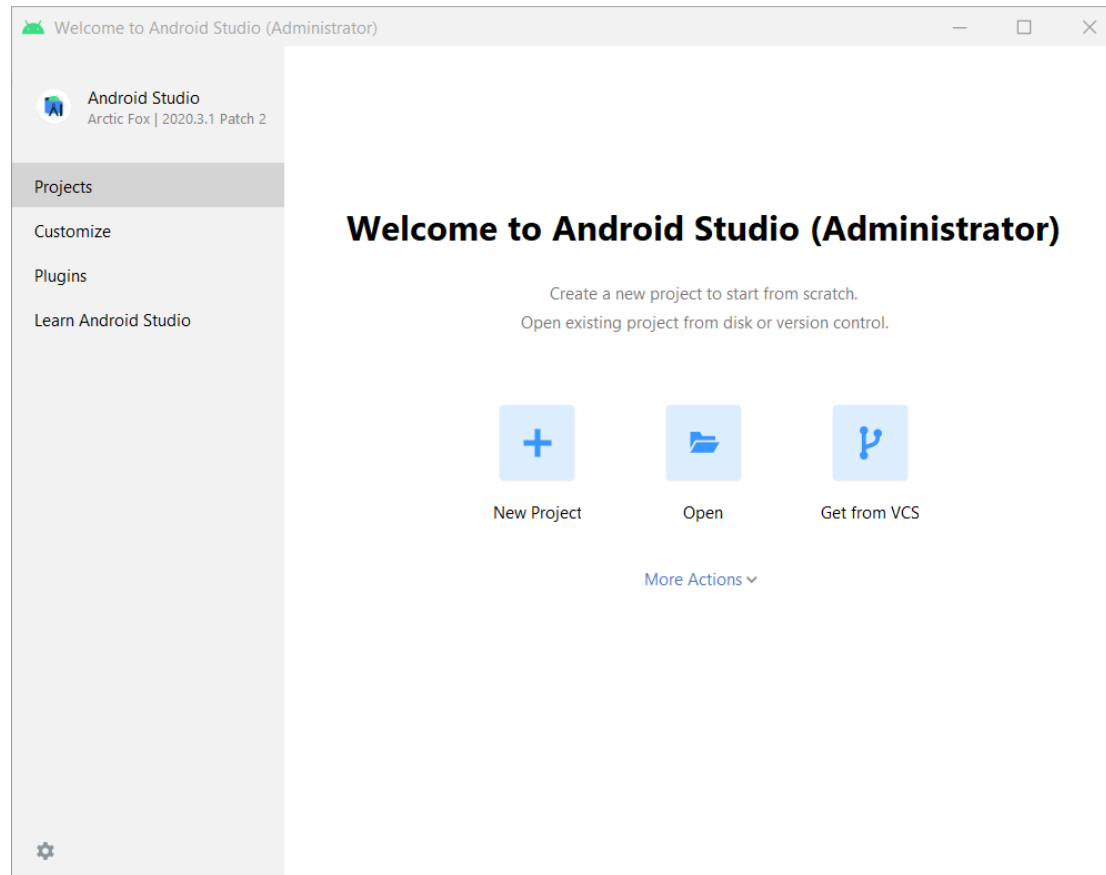 Welcome to Android Studio (Administrator)
Android Studio
Arctic Fox | 2020.3.1 Patch 2
Projects
Customize
Plugins
Learn Android Studio
Welcome to Android Studio (Administrator)
Create a new project to start from scratch.
Open existing project from disk or version control.
New Project
Open
Get from VCS
More Actions